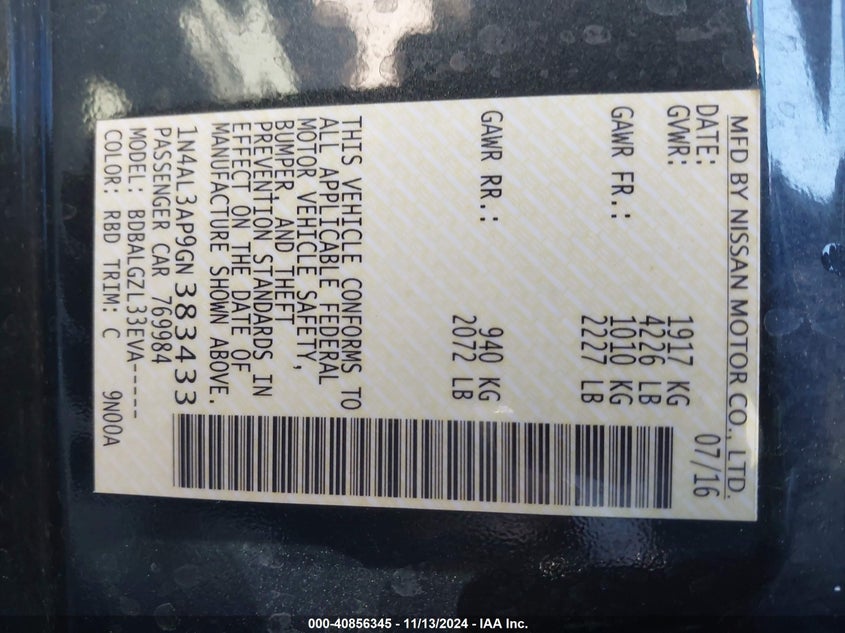 MFD BY NISSAN MOTOR CO., LTD.
DATE: 07/16
GVWR: 1917 KG
4226 LB
GAWR FR.: 1010 KG
2227 LB
GAWR RR.: 940 KG
2072 LB
THIS VEHICLE CONFORMS TO
ALL APPLICABLE FEDERAL
MOTOR VEHICLE SAFETY,
BUMPER, AND THEFT
PREVENTION STANDARDS IN
EFFECT ON THE DATE OF
MANUFACTURE SHOWN ABOVE.
1N4AL3AP9GN383433
PASSENGER CAR 769984
MODEL: BDBALGZL33EVA-----
COLOR: RBD TRIM: C 9N00A
000-40856345 - 11/13/2024 - IAA Inc.